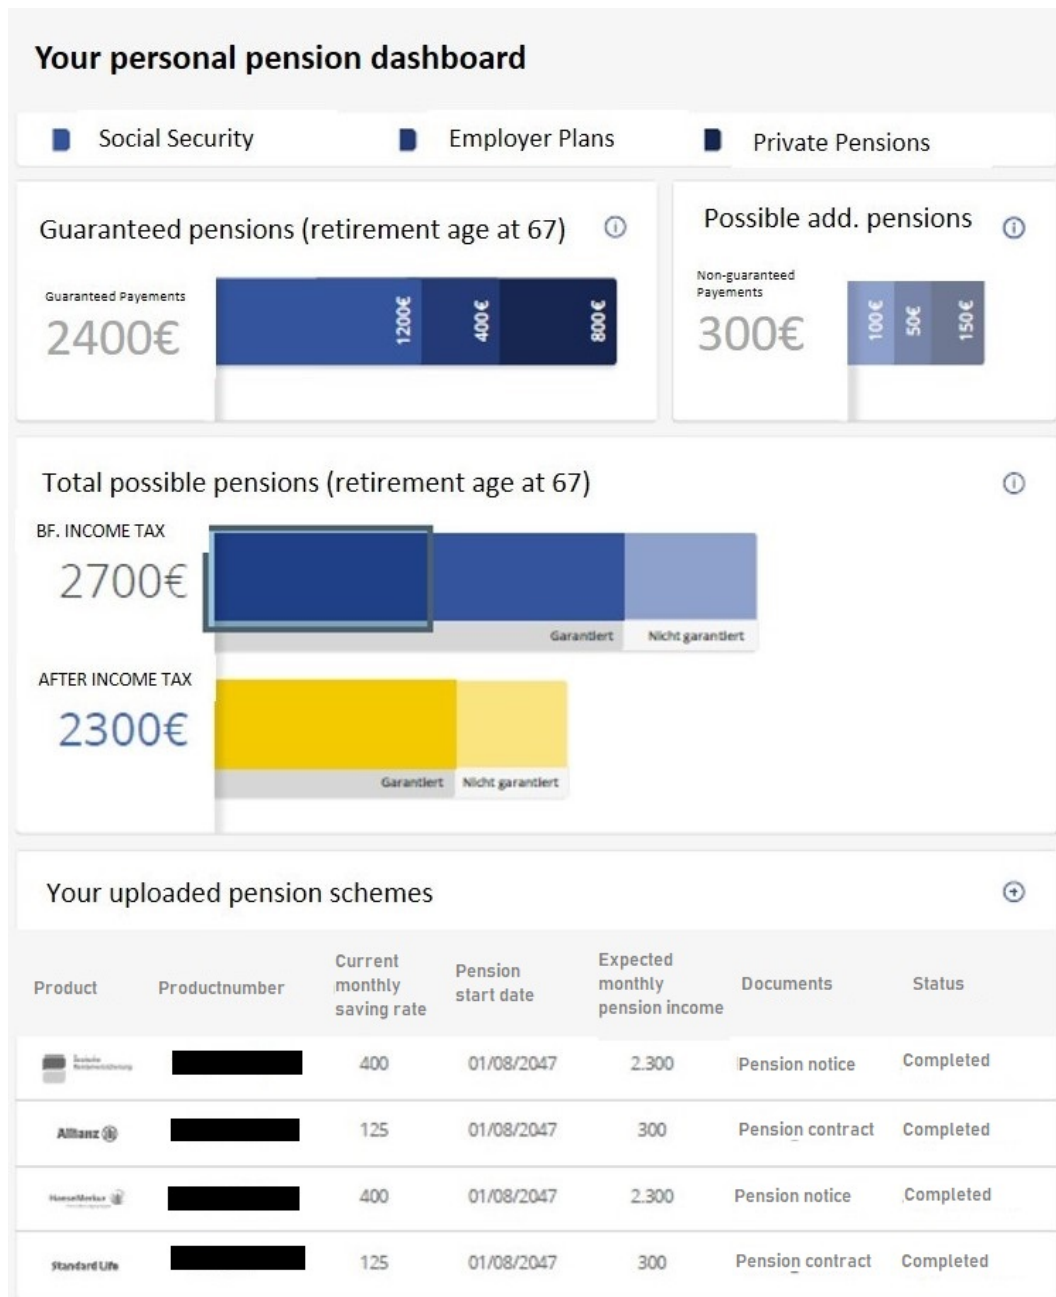 Your personal pension dashboard
Social Security
Employer Plans
Private Pensions
Guaranteed pensions (retirement age at 67)
Guaranteed Payements
2400€
1200€
400€
800€
Possible add. pensions
Non-guaranteed
Payements
300€
100€
50€
150€
Total possible pensions (retirement age at 67)
BF. INCOME TAX
2700€
Garantiert
Nicht garantiert
AFTER INCOME TAX
2300€
Garantiert
Nicht garantiert
Your uploaded pension schemes
Product
Productnumber
Current
monthly
saving rate
Pension
start date
Expected
monthly
pension income
Documents
Status
Deutsche
Rentenversicherung
400
01/08/2047
2.300
Pension notice
Completed
Allianz
125
01/08/2047
300
Pension contract
Completed
HanseMerkur
400
01/08/2047
2.300
Pension notice
Completed
Standard Life
125
01/08/2047
300
Pension contract
Completed